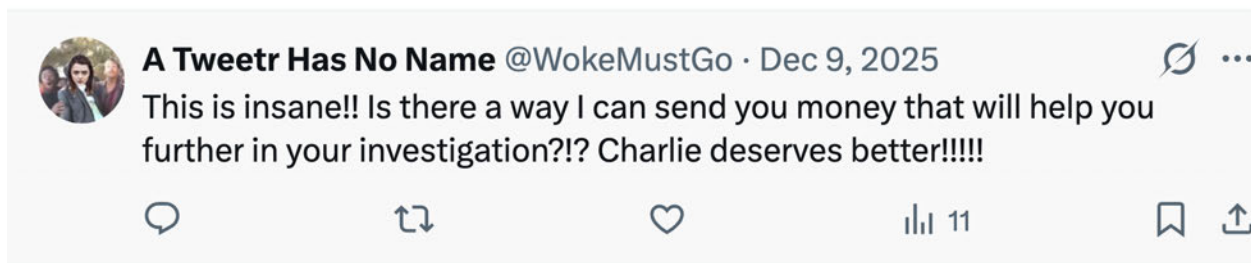 A Tweetr Has No Name @WokeMustGo · Dec 9, 2025
This is insane!! Is there a way I can send you money that will help you
further in your investigation?!? Charlie deserves better!!!!!
11